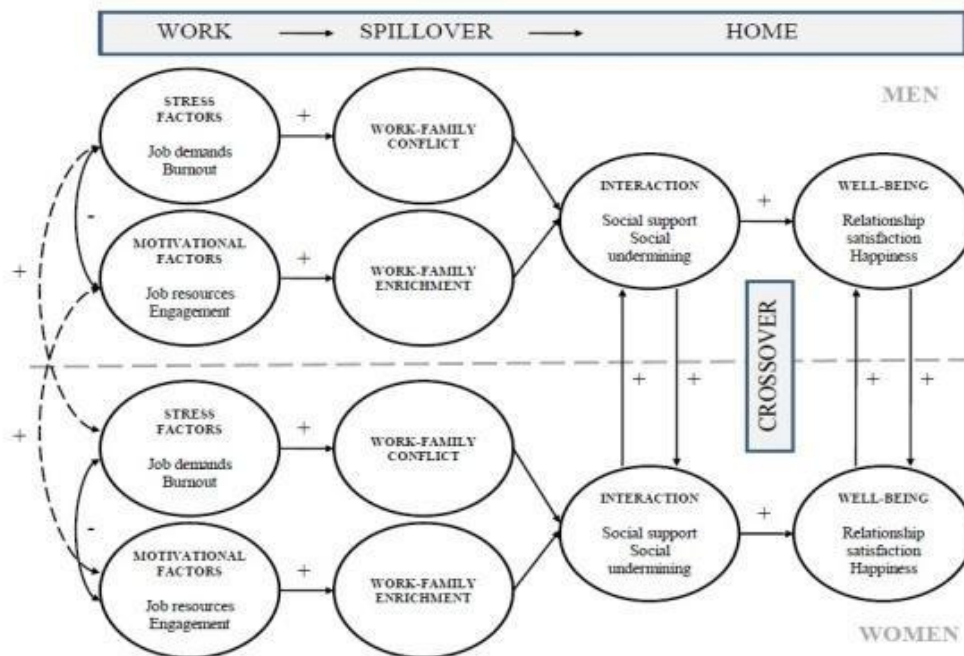 WORK SPILLOVER HOME
MEN
STRESS
FACTORS
Job demands
Burnout
+
WORK-FAMILY
CONFLICT
INTERACTION
Social support
Social
undermining
+
WELL-BEING
Relationship
satisfaction
Happiness
-
+
MOTIVATIONAL
FACTORS
Job resources
Engagement
+
WORK-FAMILY
ENRICHMENT
CROSSOVER
+ + + +
+
STRESS
FACTORS
Job demands
Burnout
+
WORK-FAMILY
CONFLICT
INTERACTION
Social support
Social
undermining
+
WELL-BEING
Relationship
satisfaction
Happiness
-
MOTIVATIONAL
FACTORS
Job resources
Engagement
+
WORK-FAMILY
ENRICHMENT
WOMEN